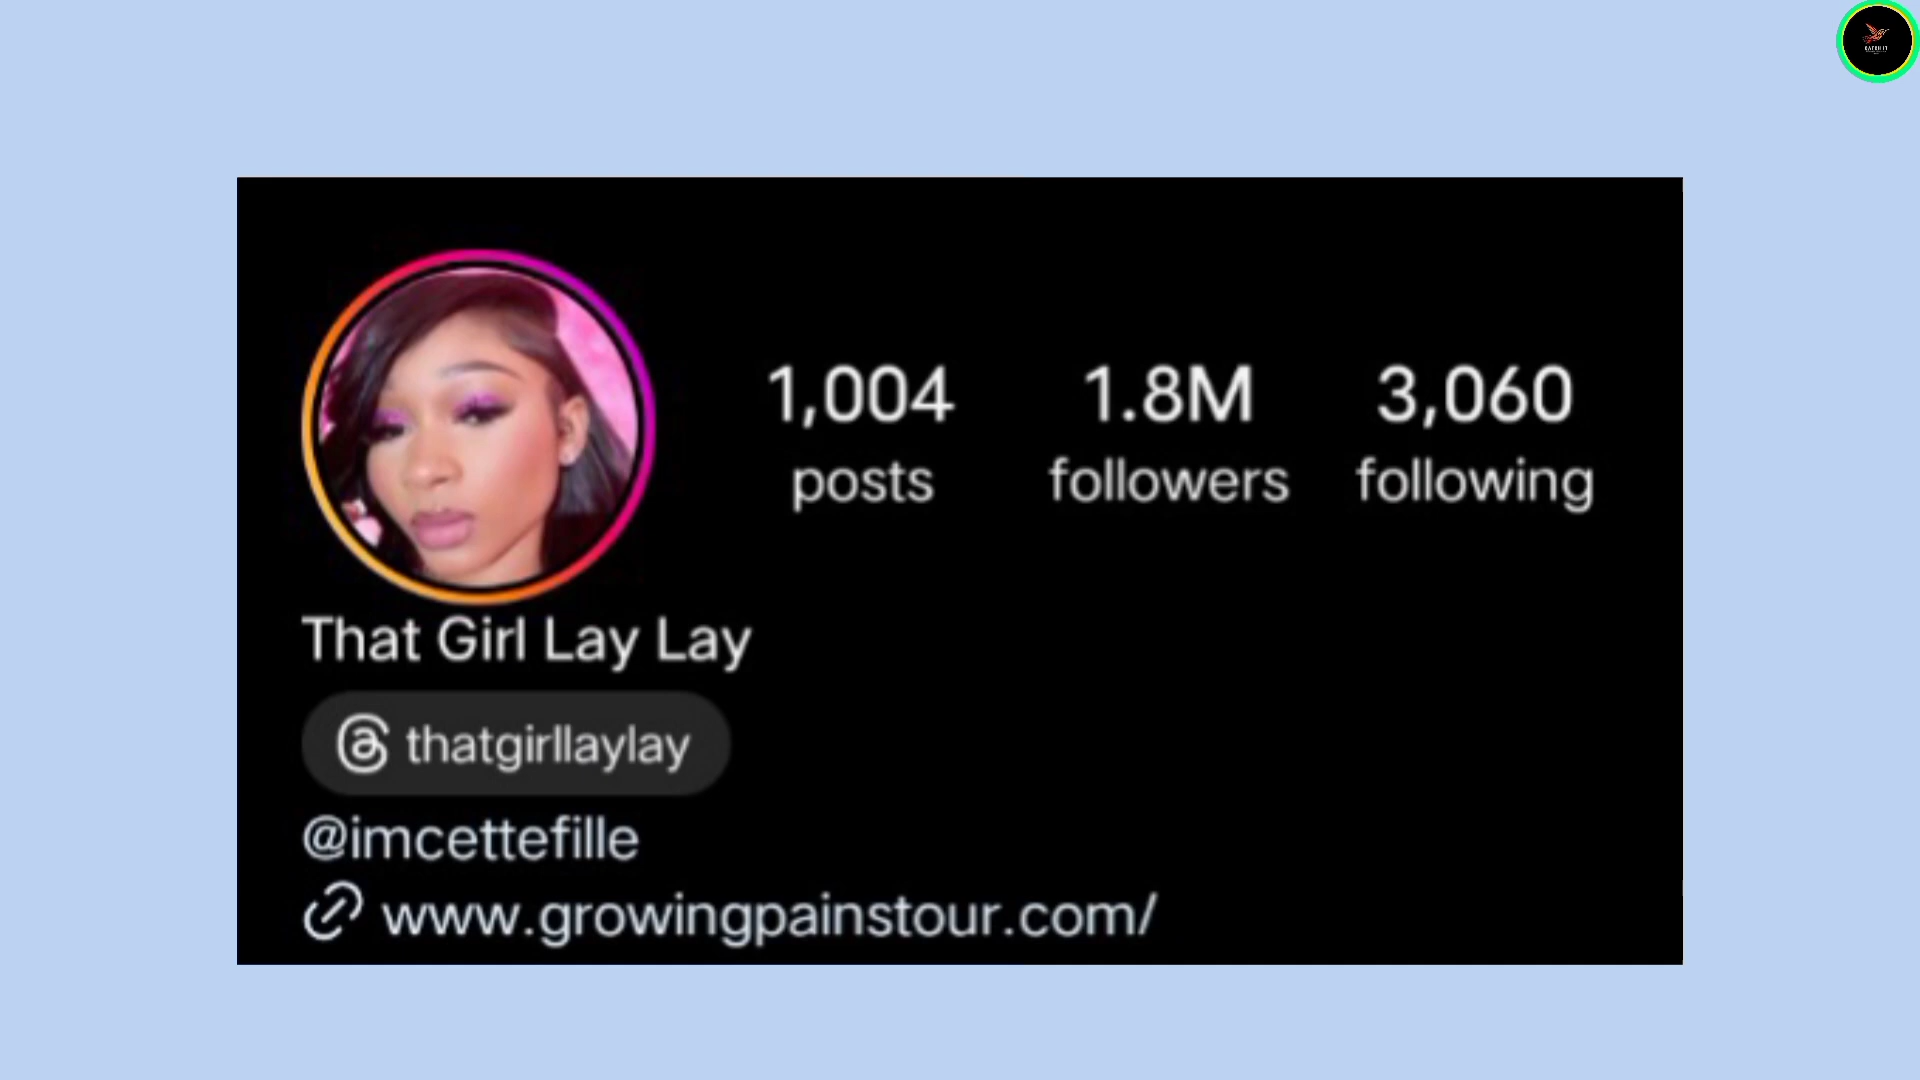 1,004 1.8M 3,060
posts followers following
That Girl Lay Lay
thatgirllaylay
@imcettefille
www.growingpainstour.com/